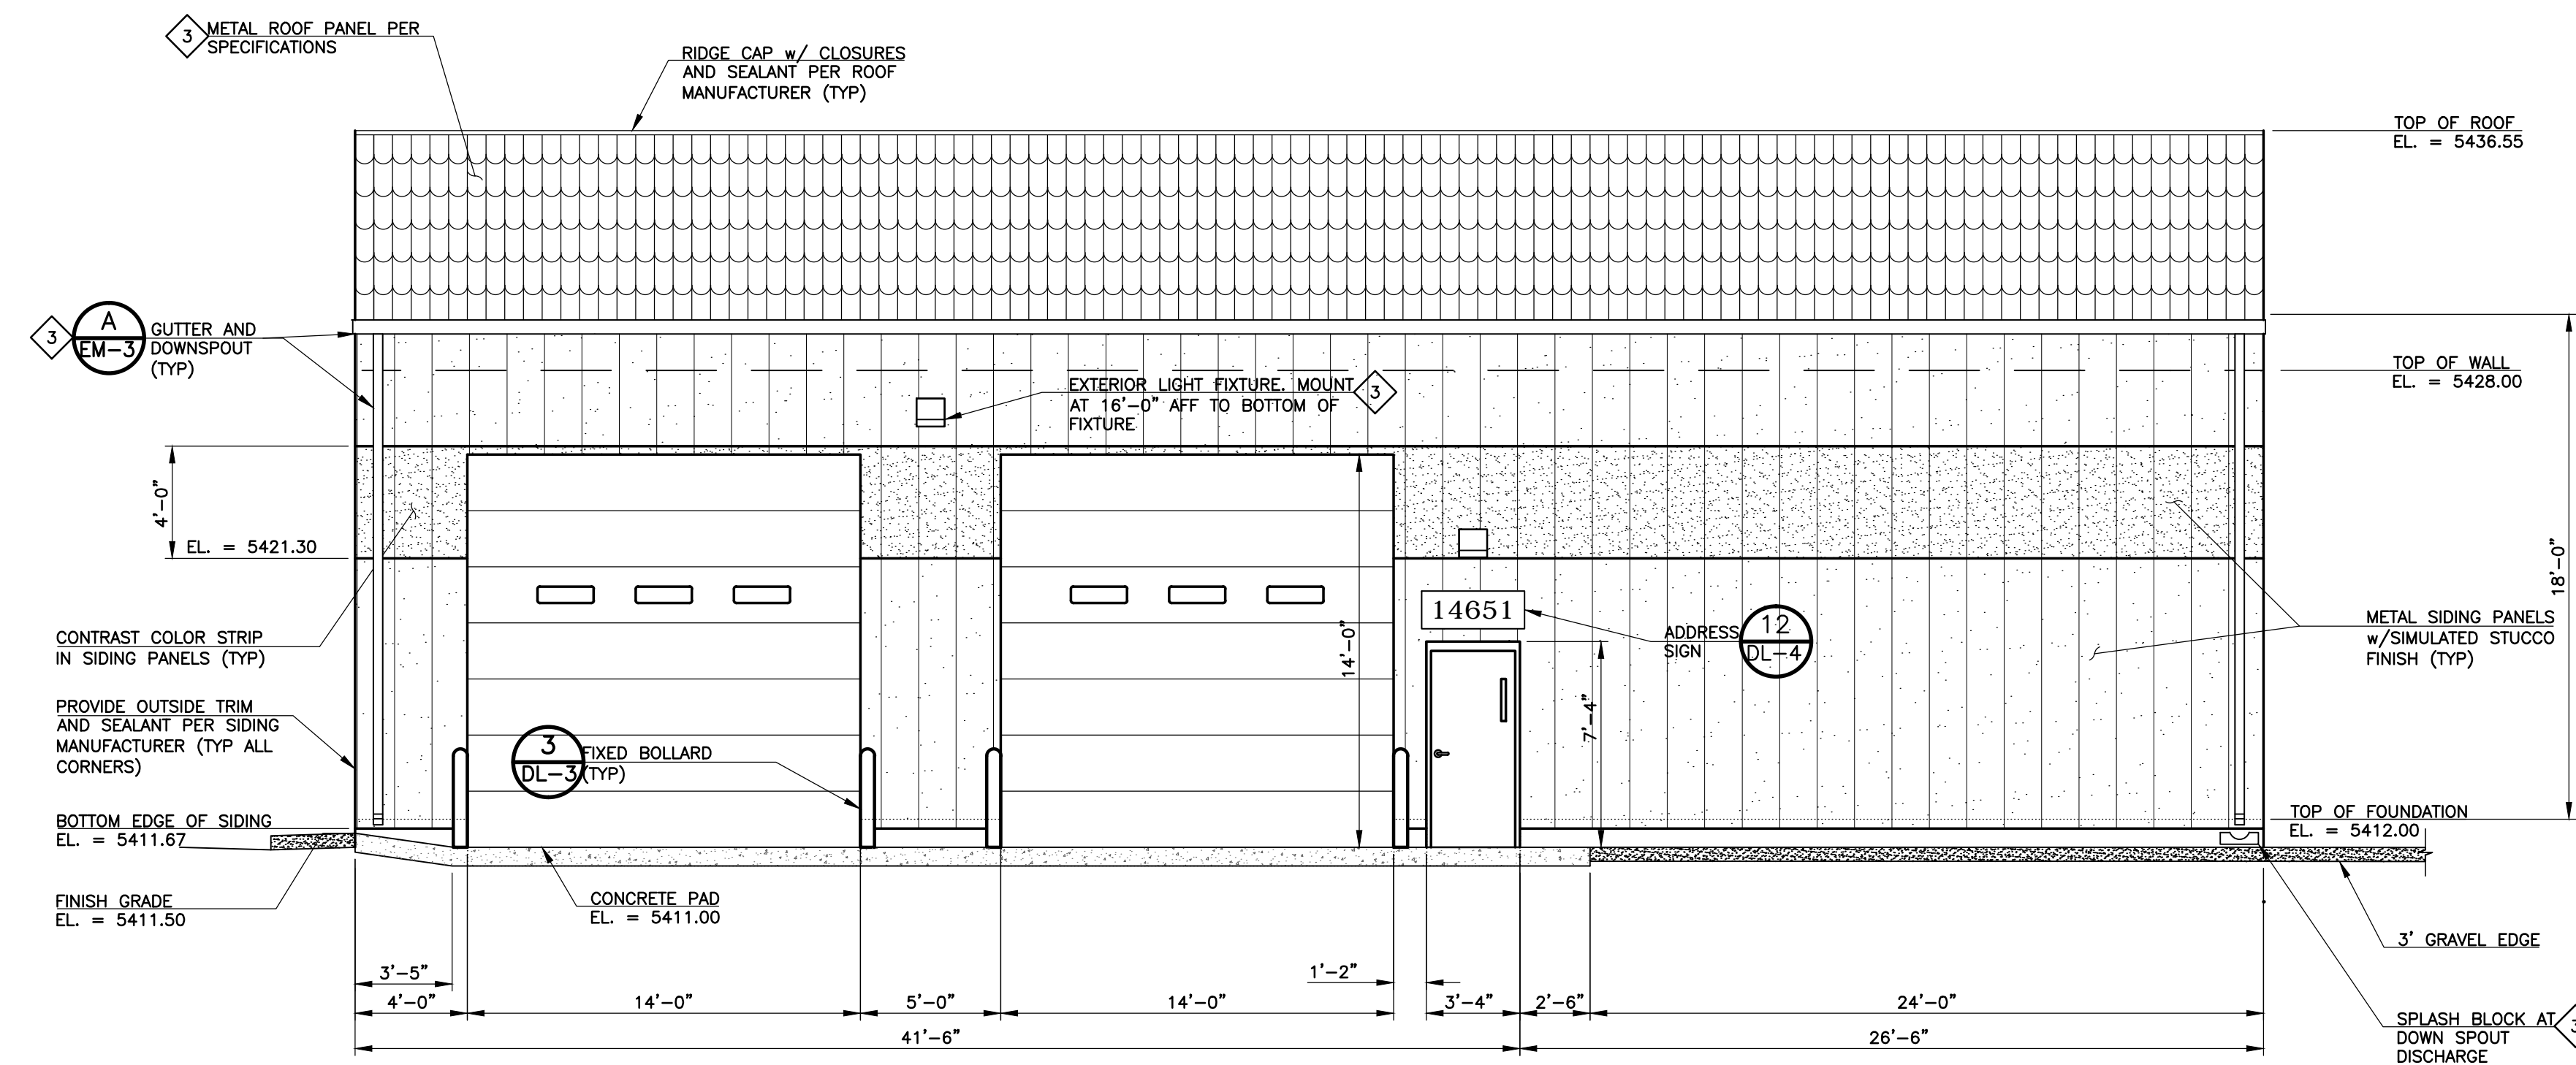 3
METAL ROOF PANEL PER
SPECIFICATIONS
RIDGE CAP w/ CLOSURES
AND SEALANT PER ROOF
MANUFACTURER (TYP)
TOP OF ROOF
EL. = 5436.55
3
A
EM-3
GUTTER AND
DOWNSPOUT
(TYP)
EXTERIOR LIGHT FIXTURE. MOUNT
AT 16'-0" AFF TO BOTTOM OF
FIXTURE
3
TOP OF WALL
EL. = 5428.00
4'-0"
EL. = 5421.30
18'-0"
14651
ADDRESS
SIGN
12
DL-4
METAL SIDING PANELS
w/SIMULATED STUCCO
FINISH (TYP)
CONTRAST COLOR STRIP
IN SIDING PANELS (TYP)
14'-0"
7'-4"
PROVIDE OUTSIDE TRIM
AND SEALANT PER SIDING
MANUFACTURER (TYP ALL
CORNERS)
3
DL-3
FIXED BOLLARD
(TYP)
BOTTOM EDGE OF SIDING
EL. = 5411.67
TOP OF FOUNDATION
EL. = 5412.00
FINISH GRADE
EL. = 5411.50
CONCRETE PAD
EL. = 5411.00
3' GRAVEL EDGE
3'-5"
1'-2"
4'-0"
14'-0"
5'-0"
14'-0"
3'-4"
2'-6"
24'-0"
41'-6"
26'-6"
SPLASH BLOCK AT
DOWN SPOUT
DISCHARGE